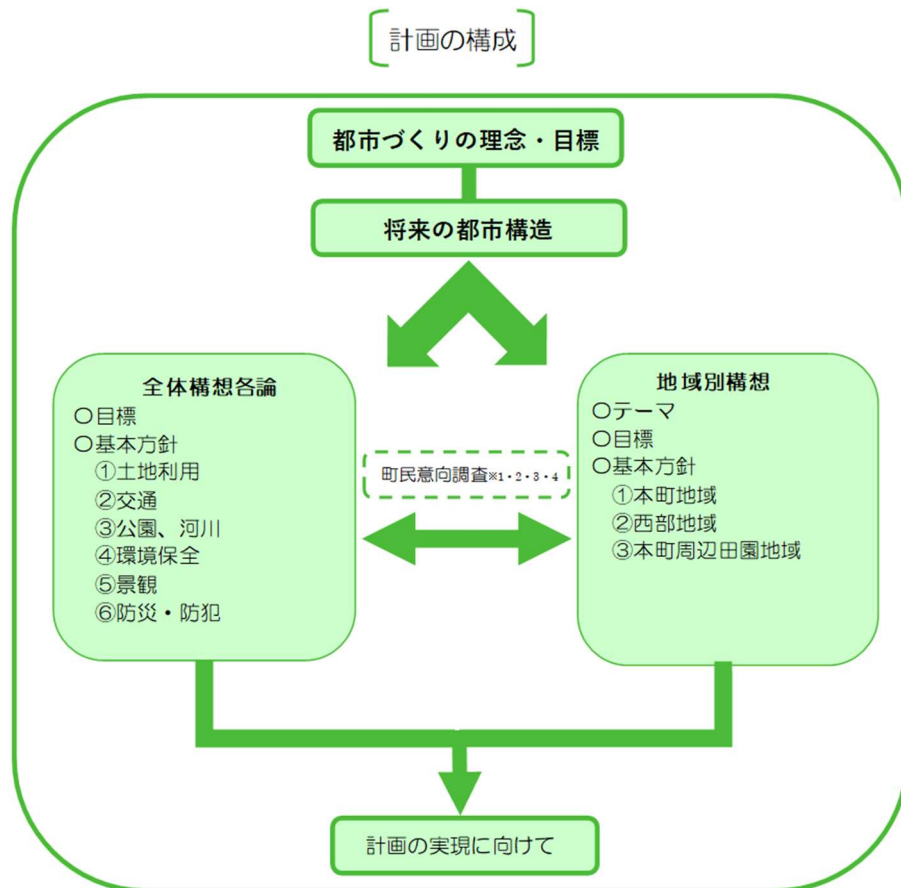 計画の構成
都市づくりの理念・目標
将来の都市構造
全体構想各論
〇目標
〇基本方針
①土地利用
②交通
③公園、河川
④環境保全
⑤景観
⑥防災・防犯
町民意向調査※1・2・3・4
地域別構想
〇テーマ
〇目標
〇基本方針
①本町地域
②西部地域
③本町周辺田園地域
計画の実現に向けて